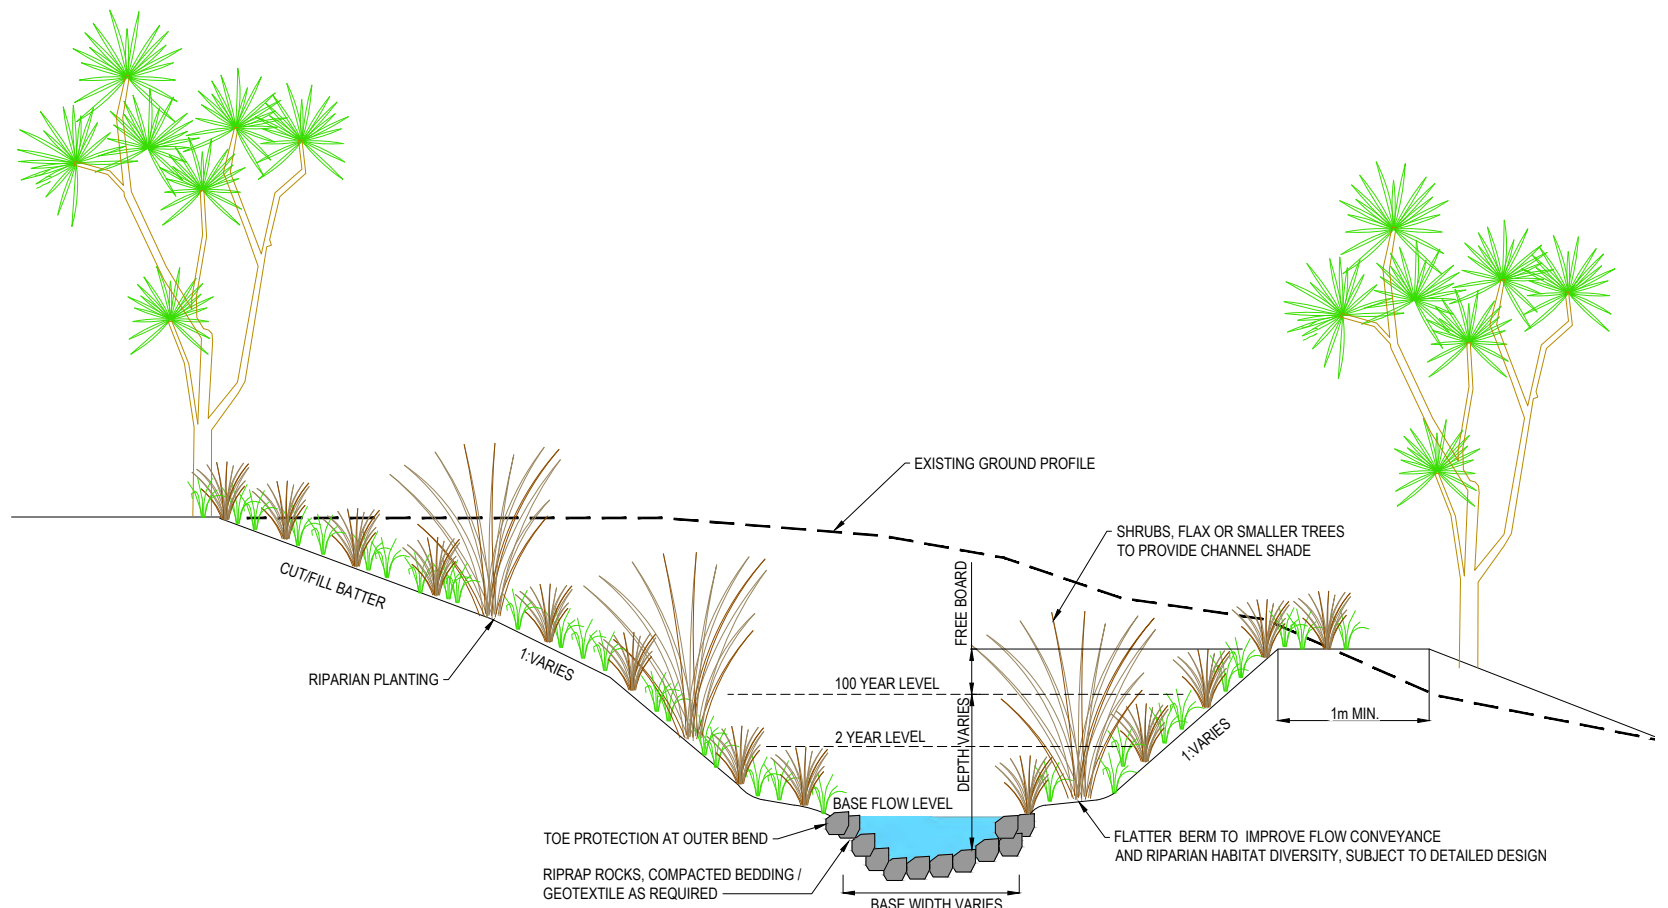 EXISTING GROUND PROFILE
SHRUBS, FLAX OR SMALLER TREES
TO PROVIDE CHANNEL SHADE
FREE BOARD
CUT/FILL BATTER
1:VARIES
RIPARIAN PLANTING
100 YEAR LEVEL
1m MIN.
2 YEAR LEVEL
DEPTH VARIES
1:VARIES
BASE FLOW LEVEL
TOE PROTECTION AT OUTER BEND
FLATTER BERM TO IMPROVE FLOW CONVEYANCE
AND RIPARIAN HABITAT DIVERSITY, SUBJECT TO DETAILED DESIGN
RIPRAP ROCKS, COMPACTED BEDDING /
GEOTEXTILE AS REQUIRED
BASE WIDTH VARIES